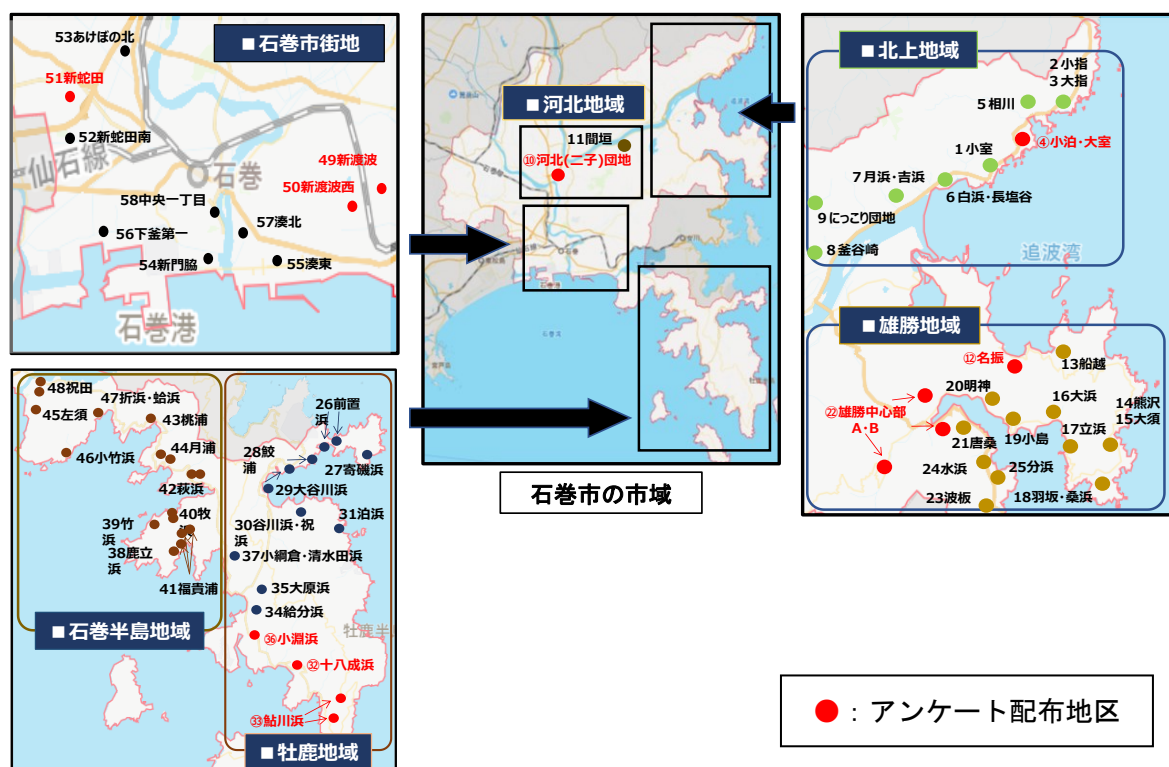 ■石巻市街地
53あけぼの北
51新蛇田
52新蛇田南
仙石線
石巻
49新渡波
50新渡波西
58中央一丁目
57湊北
56下釜第一
54新門脇
55湊東
石巻港
■河北地域
11間垣
⑩河北(二子)団地
石巻市の市域
■北上地域
2小指
3大指
5相川
④小泊・大室
1小室
7月浜・吉浜
6白浜・長塩谷
9にっこり団地
8釜谷崎
追波湾
■雄勝地域
⑫名振
13船越
20明神
16大浜
14熊沢
15大須
㉒雄勝中心部
A・B
19小島
17立浜
21唐桑
24水浜
25分浜
23波板
18羽坂・桑浜
48祝田
47折浜・蛤浜
45左須
43桃浦
46小竹浜
44月浦
42萩浜
40牧
39竹
浜
38鹿立
浜
41福貴浦
■石巻半島地域
26前置
浜
28鮫
浦
27寄磯浜
29大谷川浜
30谷川浜・祝
浜
31泊浜
37小網倉・清水田浜
35大原浜
34給分浜
牡鹿半
㊱小淵浜
㉜十八成浜
㉝鮎川浜
■牡鹿地域
：アンケート配布地区